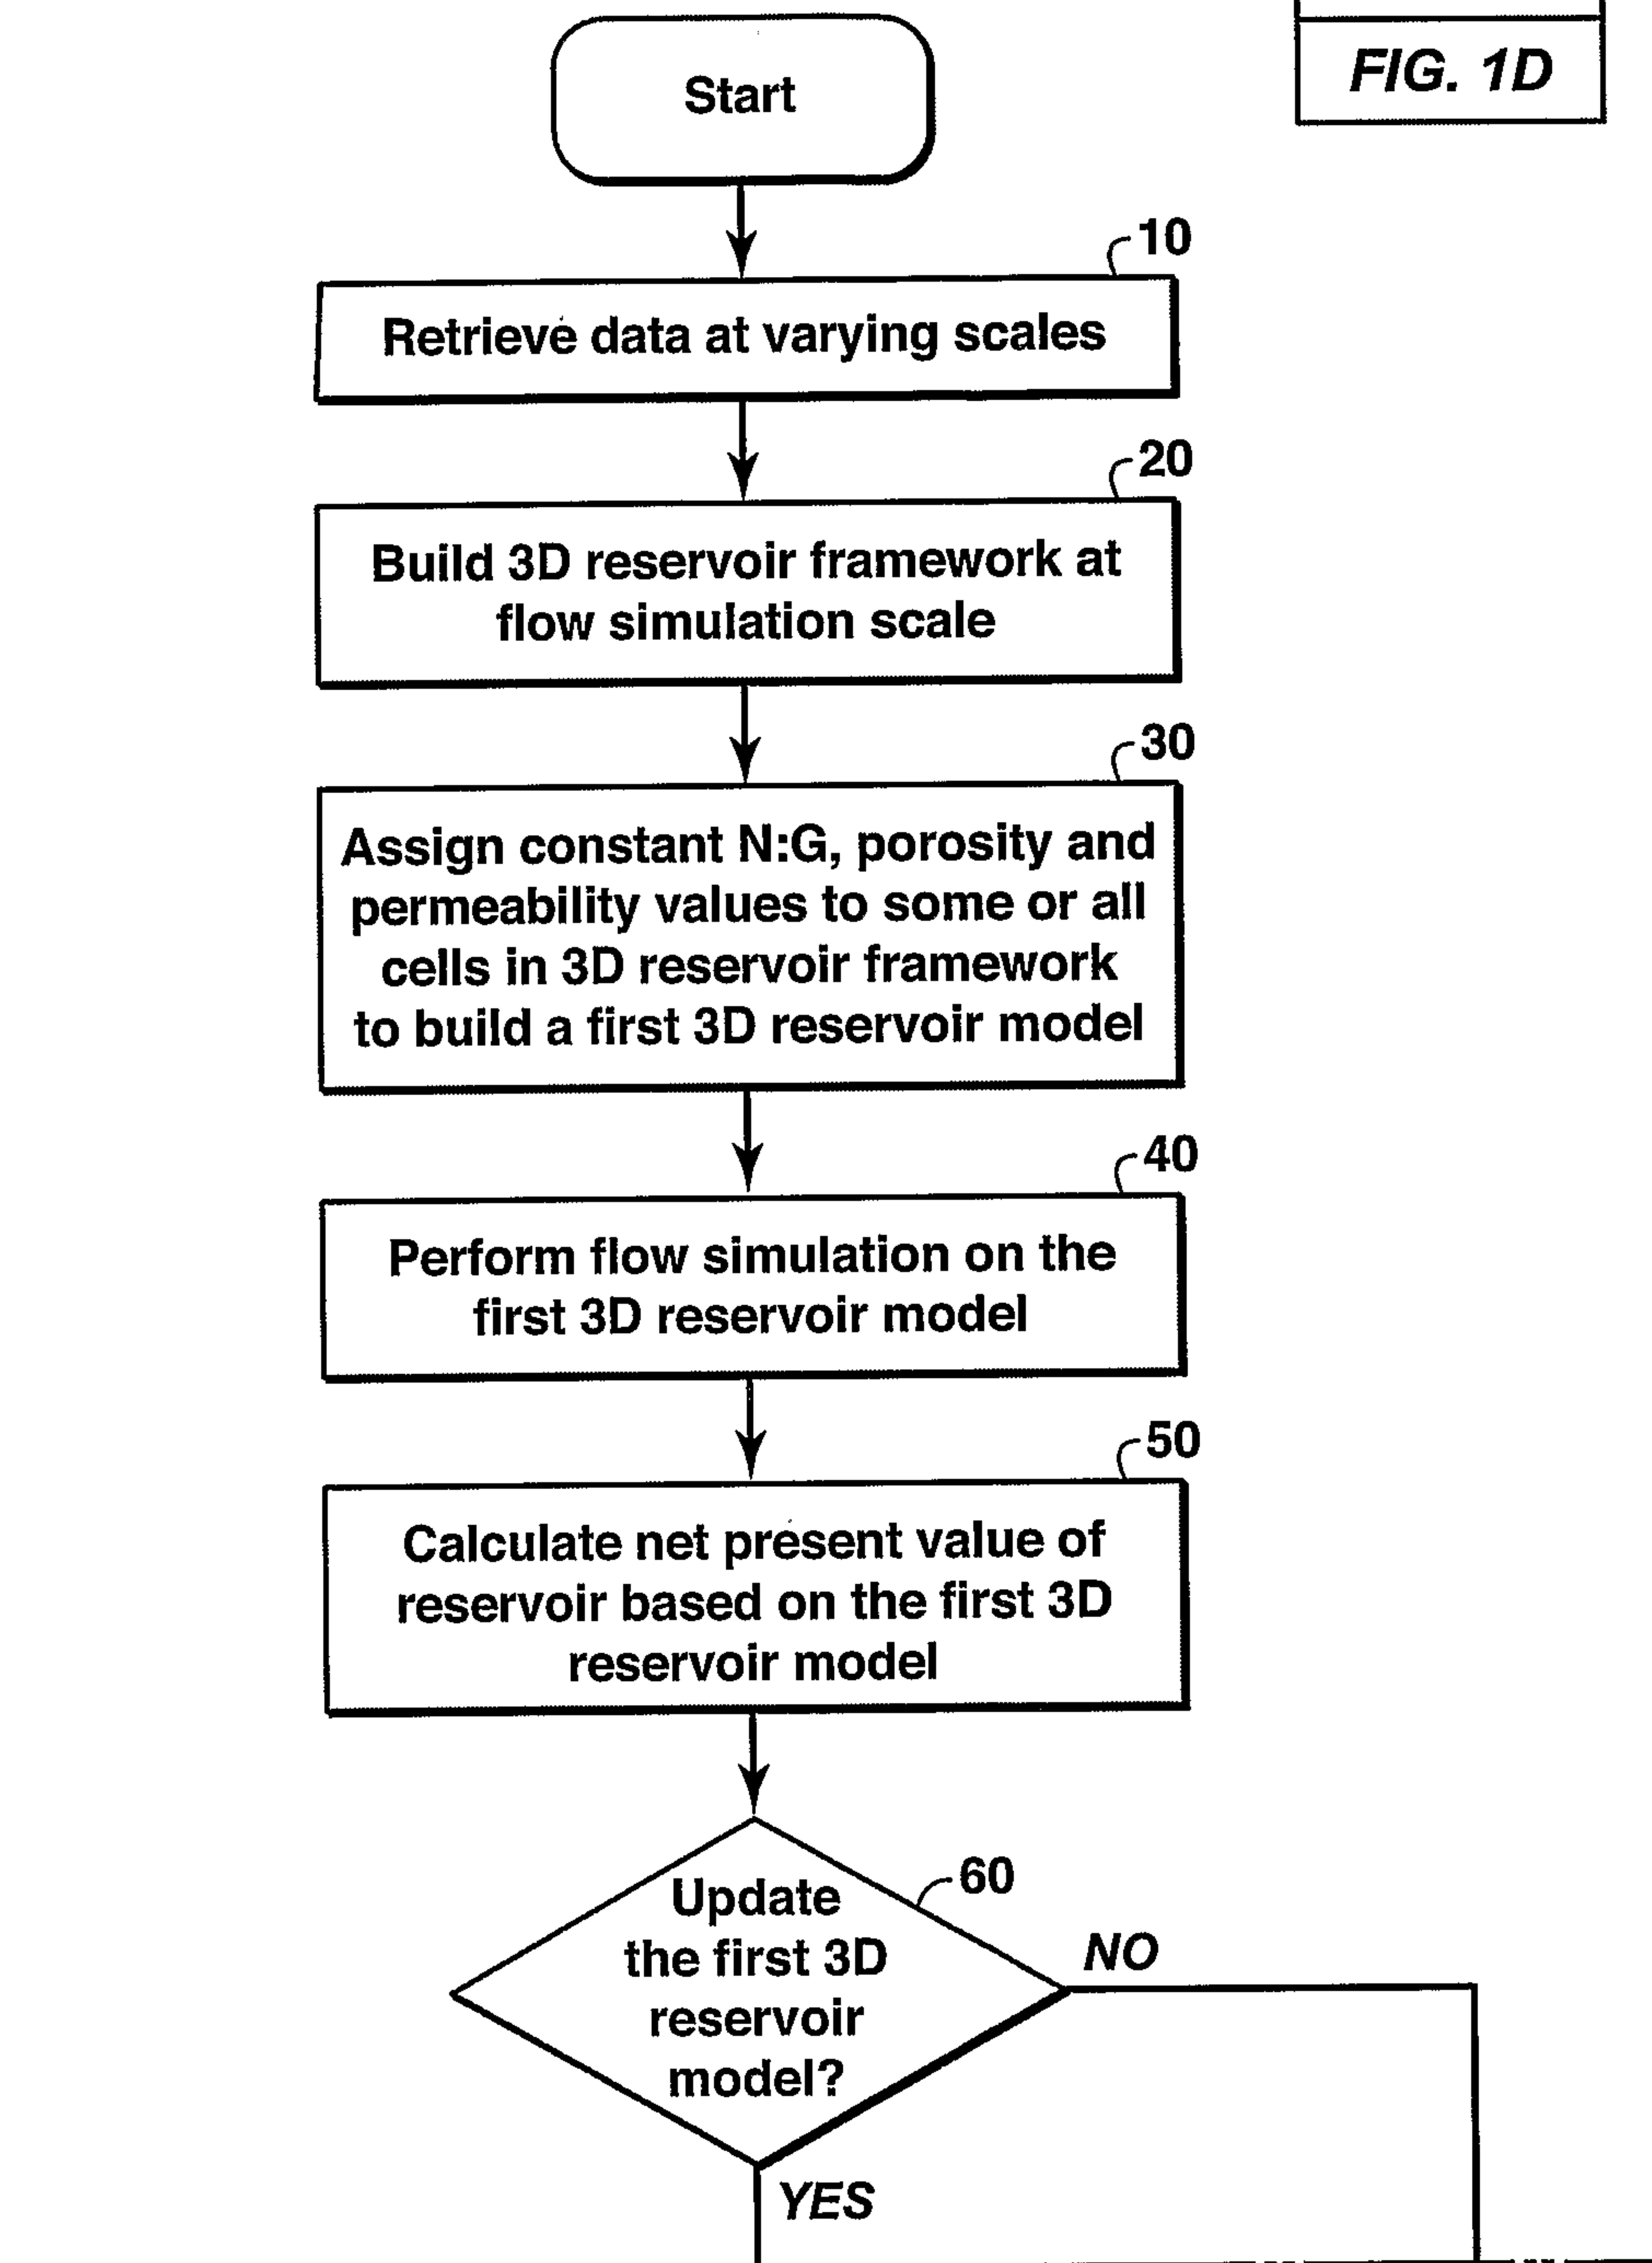 FIG. 1D
Start
10
Retrieve data at varying scales
20
Build 3D reservoir framework at
flow simulation scale
30
Assign constant N:G, porosity and
permeability values to some or all
cells in 3D reservoir framework
to build a first 3D reservoir model
40
Perform flow simulation on the
first 3D reservoir model
50
Calculate net present value of
reservoir based on the first 3D
reservoir model
60
Update
the first 3D
reservoir
model?
NO
YES